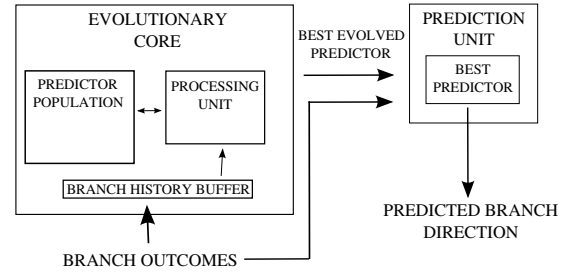 EVOLUTIONARY
CORE
PREDICTOR
POPULATION
PROCESSING
UNIT
BRANCH HISTORY BUFFER
BRANCH OUTCOMES
BEST EVOLVED
PREDICTOR
PREDICTION
UNIT
BEST
PREDICTOR
PREDICTED BRANCH
DIRECTION